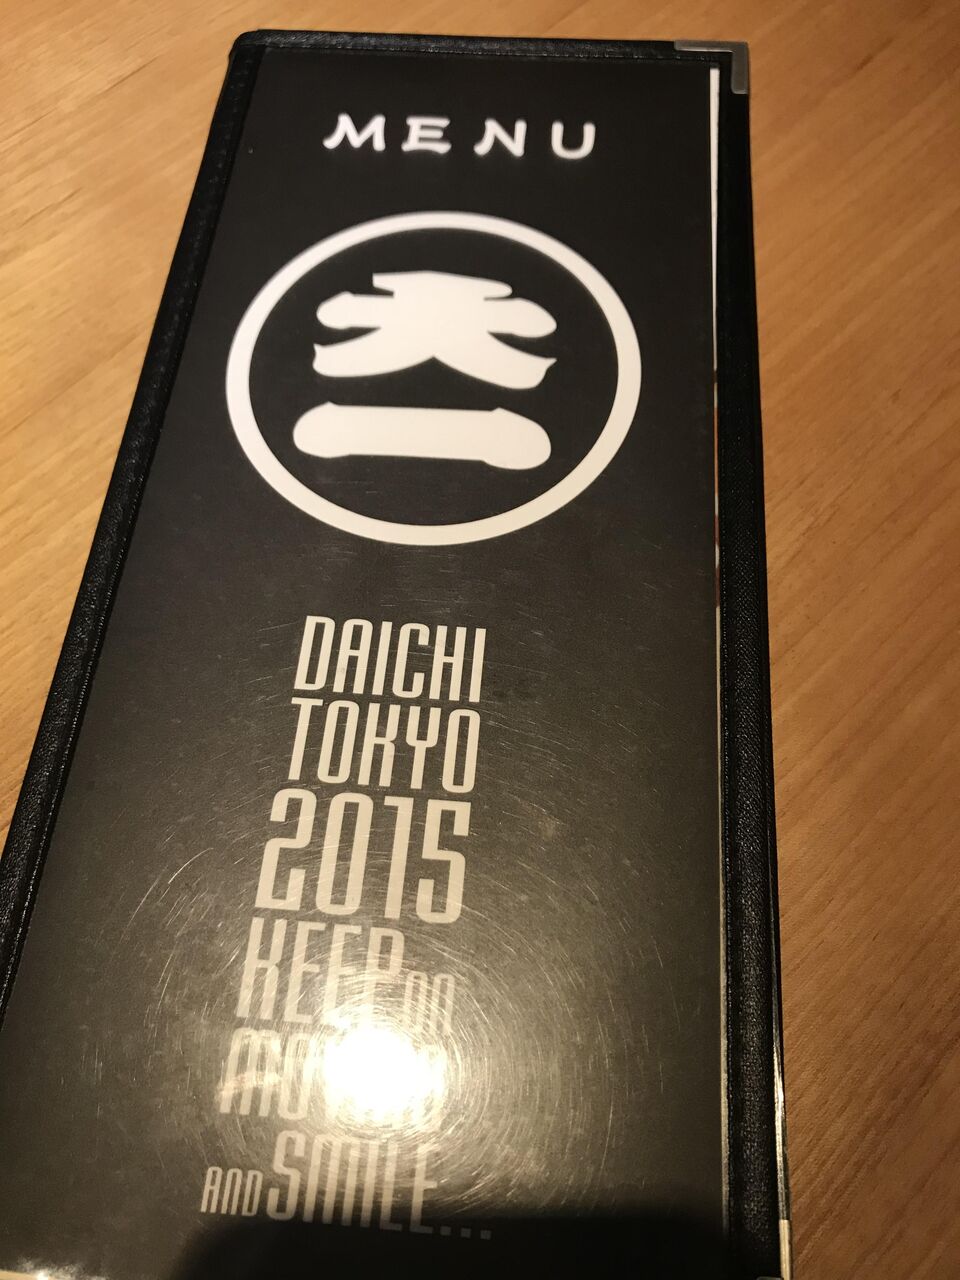 MENU
大
一
DAICHI
TOKYO
2015
KEEP ON
AND SMILE...